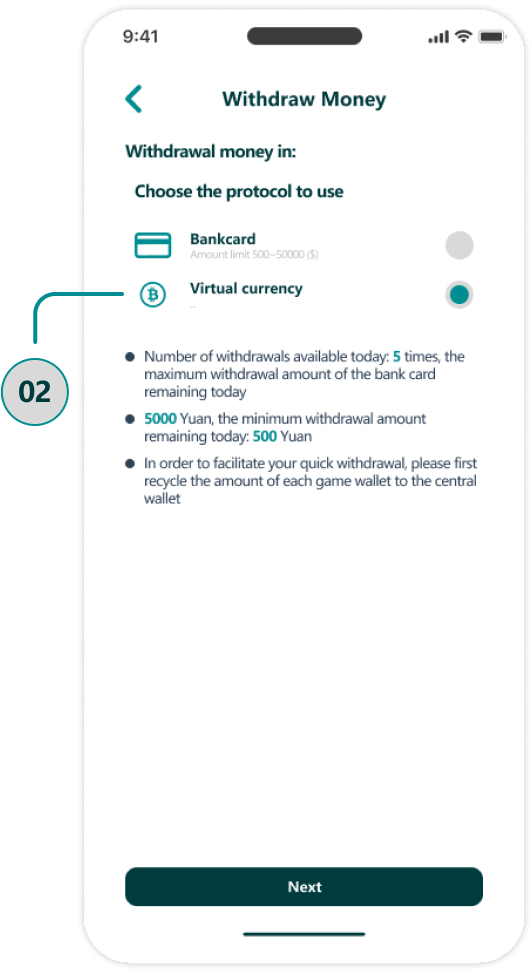 9:41
Withdraw Money
Withdrawal money in:
Choose the protocol to use
Bankcard
Amount limit 500~50000 ($)
Virtual currency
--
02
Number of withdrawals available today: 5 times, the
maximum withdrawal amount of the bank card
remaining today
5000 Yuan, the minimum withdrawal amount
remaining today: 500 Yuan
In order to facilitate your quick withdrawal, please first
recycle the amount of each game wallet to the central
wallet
Next